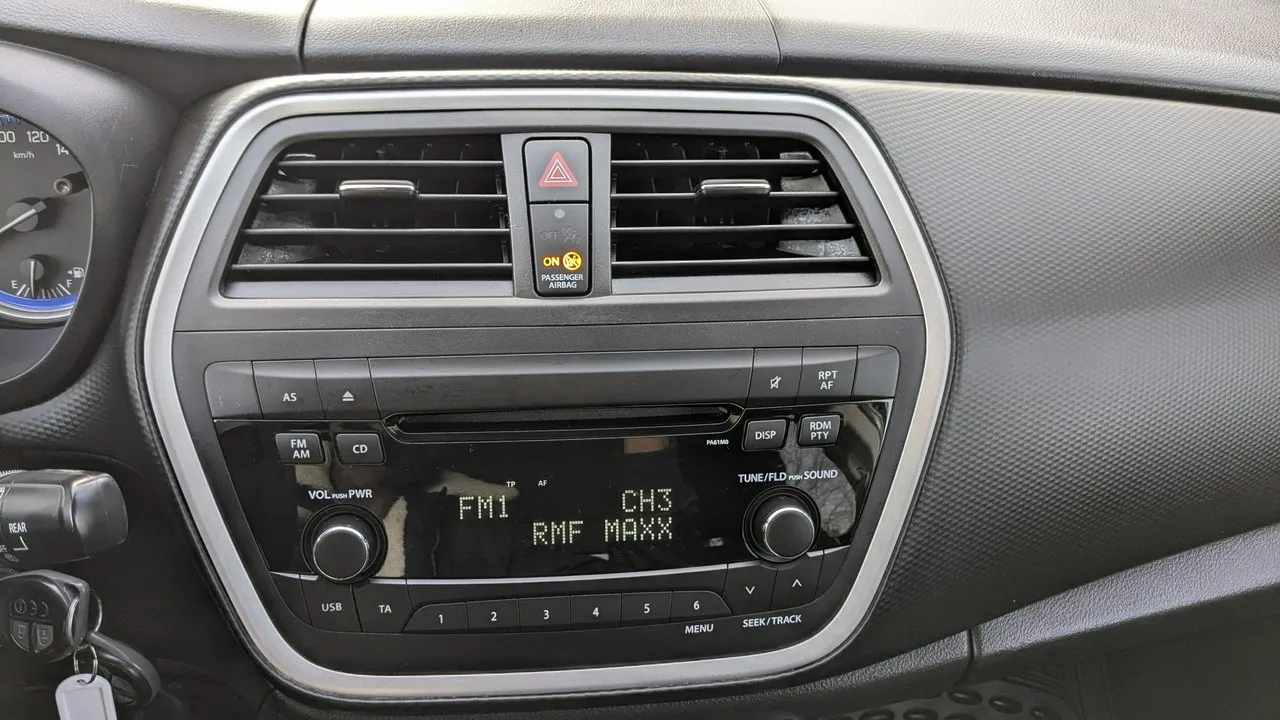 120
km/h
E
OFF
ON
PASSENGER
AIRBAG
AS
RPT
AF
FM
AM
CD
PA61M0
DISP
RDM
PTY
VOL PUSH PWR
TUNE/FLD PUSH SOUND
TP AF
FM1 CH3
RMF MAXX
REAR
USB
TA
1 2 3 4 5 6
MENU
SEEK/TRACK